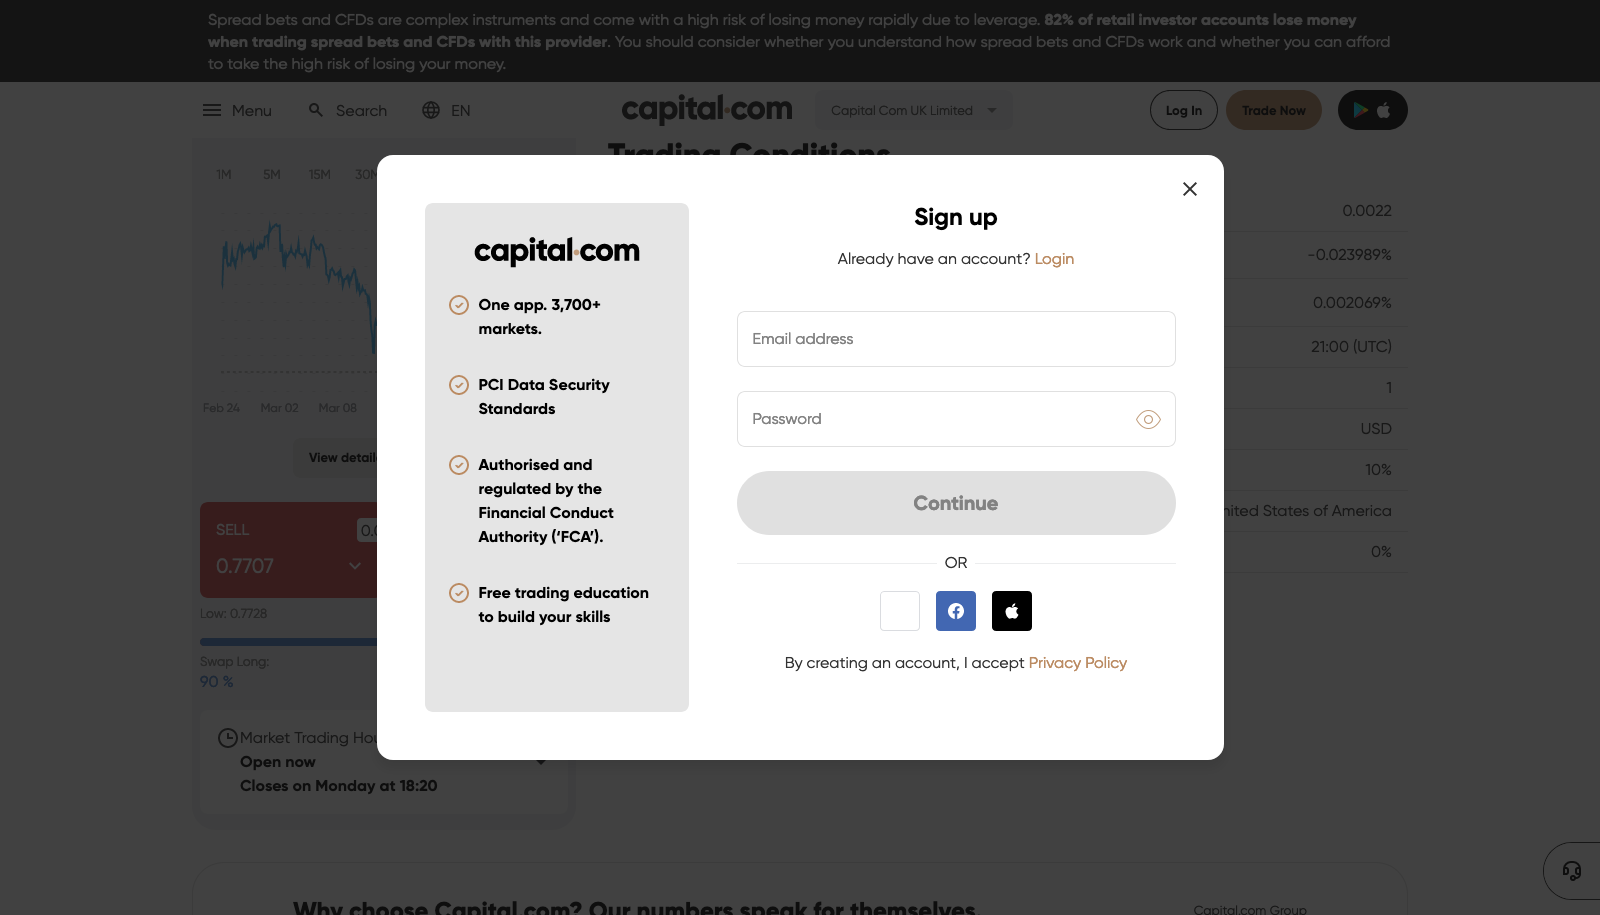 Spread bets and CFDs are complex instruments and come with a high risk of losing money rapidly due to leverage. 82% of retail investor accounts lose money
when trading spread bets and CFDs with this provider. You should consider whether you understand how spread bets and CFDs work and whether you can afford
to take the high risk of losing your money.
Menu
Search
EN
capital.com
Capital Com UK Limited
Log In
Trade Now
Trading Conditions
1M
5M
15M
30M
Feb 24
Mar 02
Mar 08
View details
SELL
0.7707
Low: 0.7728
Swap Long:
90 %
Market Trading Hou
Open now
Closes on Monday at 18:20
0.0022
-0.023989%
0.002069%
21:00 (UTC)
1
USD
10%
United States of America
0%
capital.com
One app. 3,700+
markets.
PCI Data Security
Standards
Authorised and
regulated by the
Financial Conduct
Authority (‘FCA’).
Free trading education
to build your skills
Sign up
Already have an account? Login
Email address
Password
Continue
OR
By creating an account, I accept Privacy Policy
Why choose Capital.com? Our numbers speak for themselves
Capital.com Group